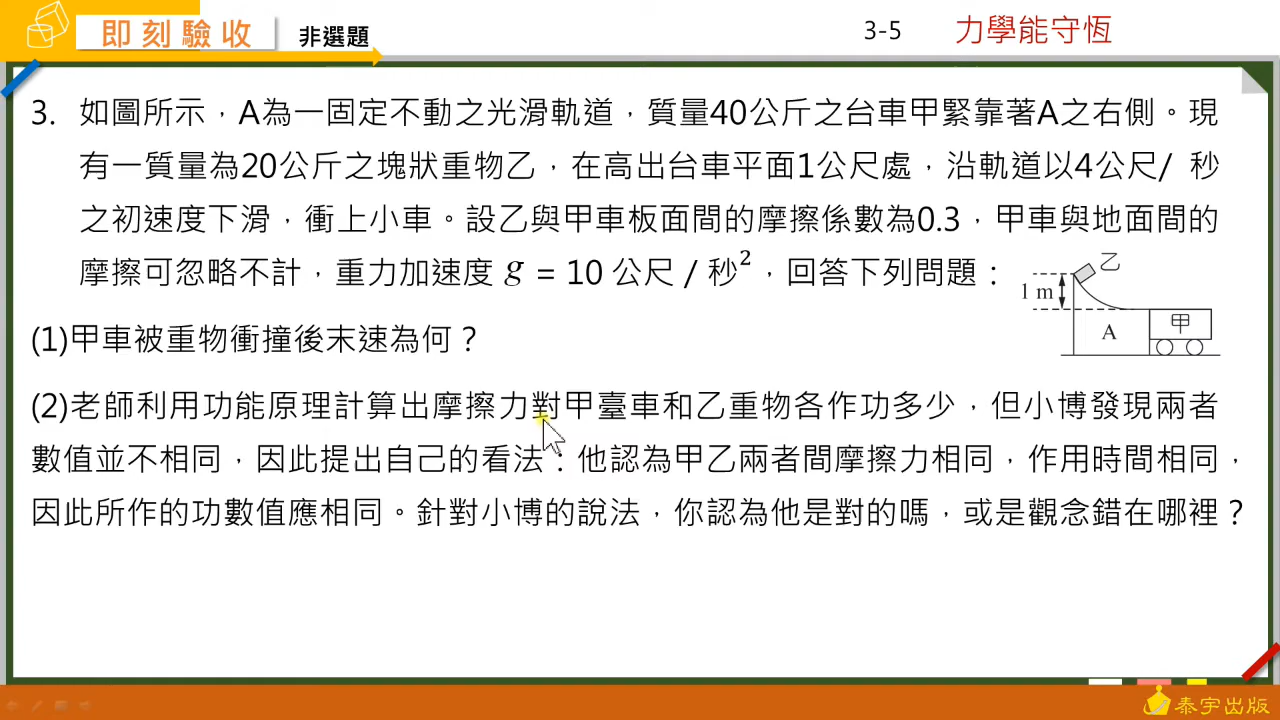 即刻驗收 非選題 3-5 力學能守恆
3. 如圖所示，A為一固定不動之光滑軌道，質量40公斤之台車甲緊靠著A之右側。現
有一質量為20公斤之塊狀重物乙，在高出台車平面1公尺處，沿軌道以4公尺/ 秒
之初速度下滑，衝上小車。設乙與甲車板面間的摩擦係數為0.3，甲車與地面間的
摩擦可忽略不計，重力加速度 g = 10 公尺 / 秒²，回答下列問題：
乙
1 m
甲
A
(1)甲車被重物衝撞後末速為何？
(2)老師利用功能原理計算出摩擦力對甲臺車和乙重物各作功多少，但小博發現兩者
數值並不相同，因此提出自己的看法：他認為甲乙兩者間摩擦力相同，作用時間相同，
因此所作的功數值應相同。針對小博的說法，你認為他是對的嗎，或是觀念錯在哪裡？
泰宇出版